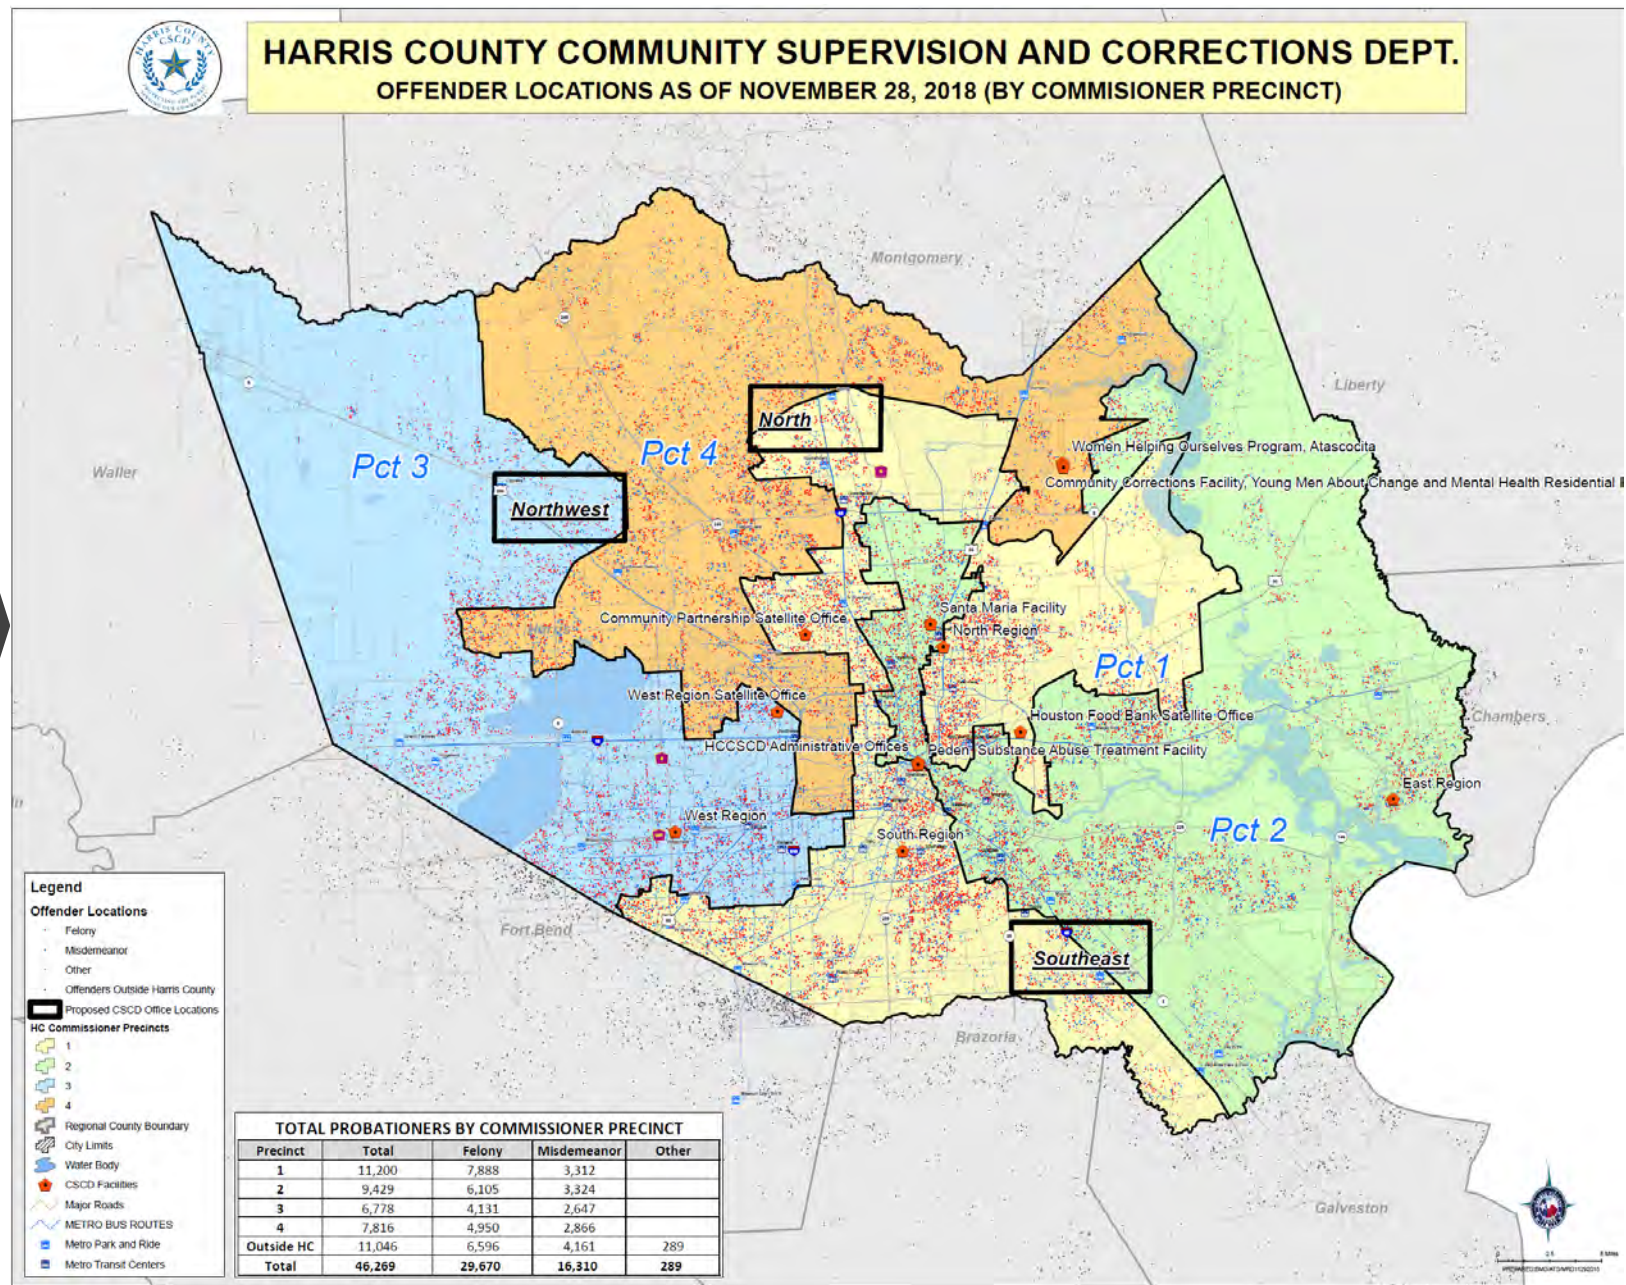 HARRIS COUNTY
CSCD
HARRIS COUNTY COMMUNITY SUPERVISION AND CORRECTIONS DEPT.
OFFENDER LOCATIONS AS OF NOVEMBER 28, 2018 (BY COMMISIONER PRECINCT)
Montgomery
Liberty
North
Pct 4
Women Helping Ourselves Program, Atascocita
Pct 3
Waller
Community Corrections Facility, Young Men About Change and Mental Health Residential
Northwest
Santa Maria Facility
Community Partnership Satellite Office
North Region
Harris
Pct 1
West Region Satellite Office
Houston Food Bank Satellite Office
Chambers
HCCSCD Administrative Offices
Peden - Substance Abuse Treatment Facility
East Region
West Region
South Region
Pct 2
Fort Bend
Southeast
Brazoria
Galveston
Legend
Offender Locations
Felony
Misdemeanor
Other
Offenders Outside Harris County
Proposed CSCD Office Locations
HC Commissioner Precincts
1
2
3
4
Regional County Boundary
City Limits
Water Body
CSCD Facilities
Major Roads
METRO BUS ROUTES
Metro Park and Ride
Metro Transit Centers
TOTAL PROBATIONERS BY COMMISSIONER PRECINCT
Precinct Total Felony Misdemeanor Other
1 11,200 7,888 3,312
2 9,429 6,105 3,324
3 6,778 4,131 2,647
4 7,816 4,950 2,866
Outside HC 11,046 6,596 4,161 289
Total 46,269 29,670 16,310 289